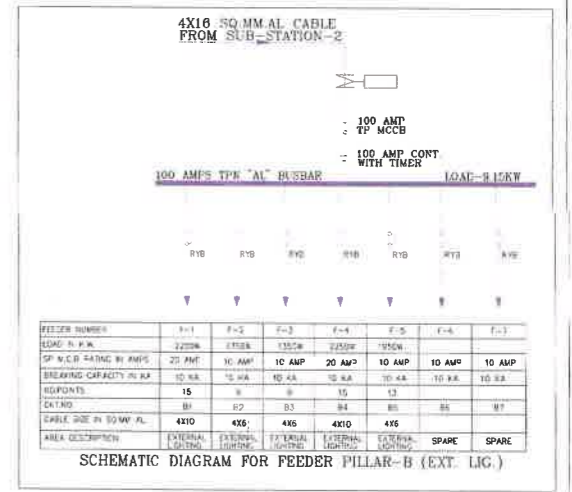 4X16 SQ.MM.AL CABLE
FROM SUB-STATION-2
100 AMP
TP MCCB
100 AMP CONT.
WITH TIMER
100 AMPS TPN "AL" BUSBAR LOAD-9.15KW
RYB RYB RYB RYB RYB RYB RYB
FEEDER NUMBER F-1 F-2 F-3 F-4 F-5 F-6 F-7
LOAD 2250W 1350W 2250W 1950W
SP M.C.B RATING IN AMPS 20 AMP 10 AMP 10 AMP 20 AMP 10 AMP 10 AMP 10 AMP
BREAKING CAPACITY IN KA 10 KA 10 KA 10 KA 10 KA 10 KA 10 KA 10 KA
NO.POINTS 15 9 9 15 13
CKT.NO. B1 B2 B3 B4 B5 B6 B7
CABLE SIZE IN SQ.MM AL. 4X10 4X6 4X6 4X10 4X6
AREA DESCRIPTION EXTERNAL LIGHTING EXTERNAL LIGHTING EXTERNAL LIGHTING EXTERNAL LIGHTING EXTERNAL LIGHTING SPARE SPARE
SCHEMATIC DIAGRAM FOR FEEDER PILLAR-B (EXT. LIG.)